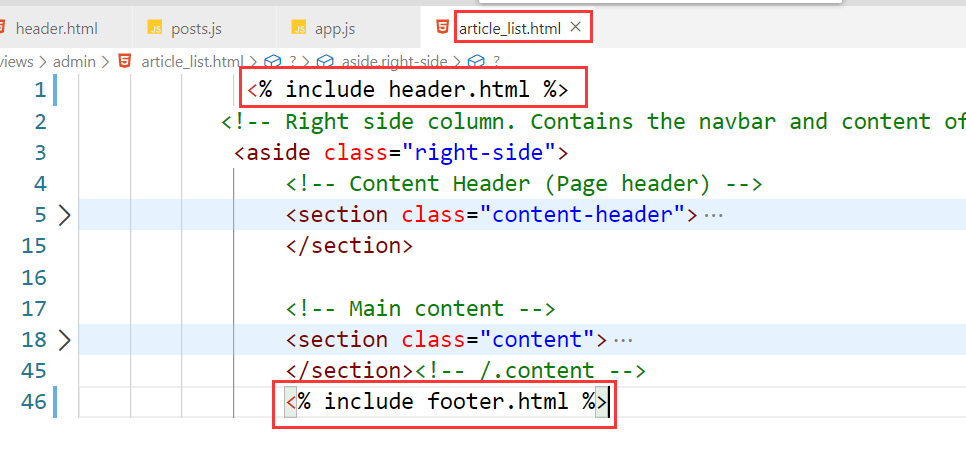 header.html JS posts.js JS app.js article_list.html ×
views > admin > article_list.html > ? > aside.right-side > ?
1 <% include header.html %>
2 <!-- Right side column. Contains the navbar and content of
3 <aside class="right-side">
4 <!-- Content Header (Page header) -->
5 <section class="content-header">···
15 </section>
16
17 <!-- Main content -->
18 <section class="content">···
45 </section><!-- /.content -->
46 <% include footer.html %>